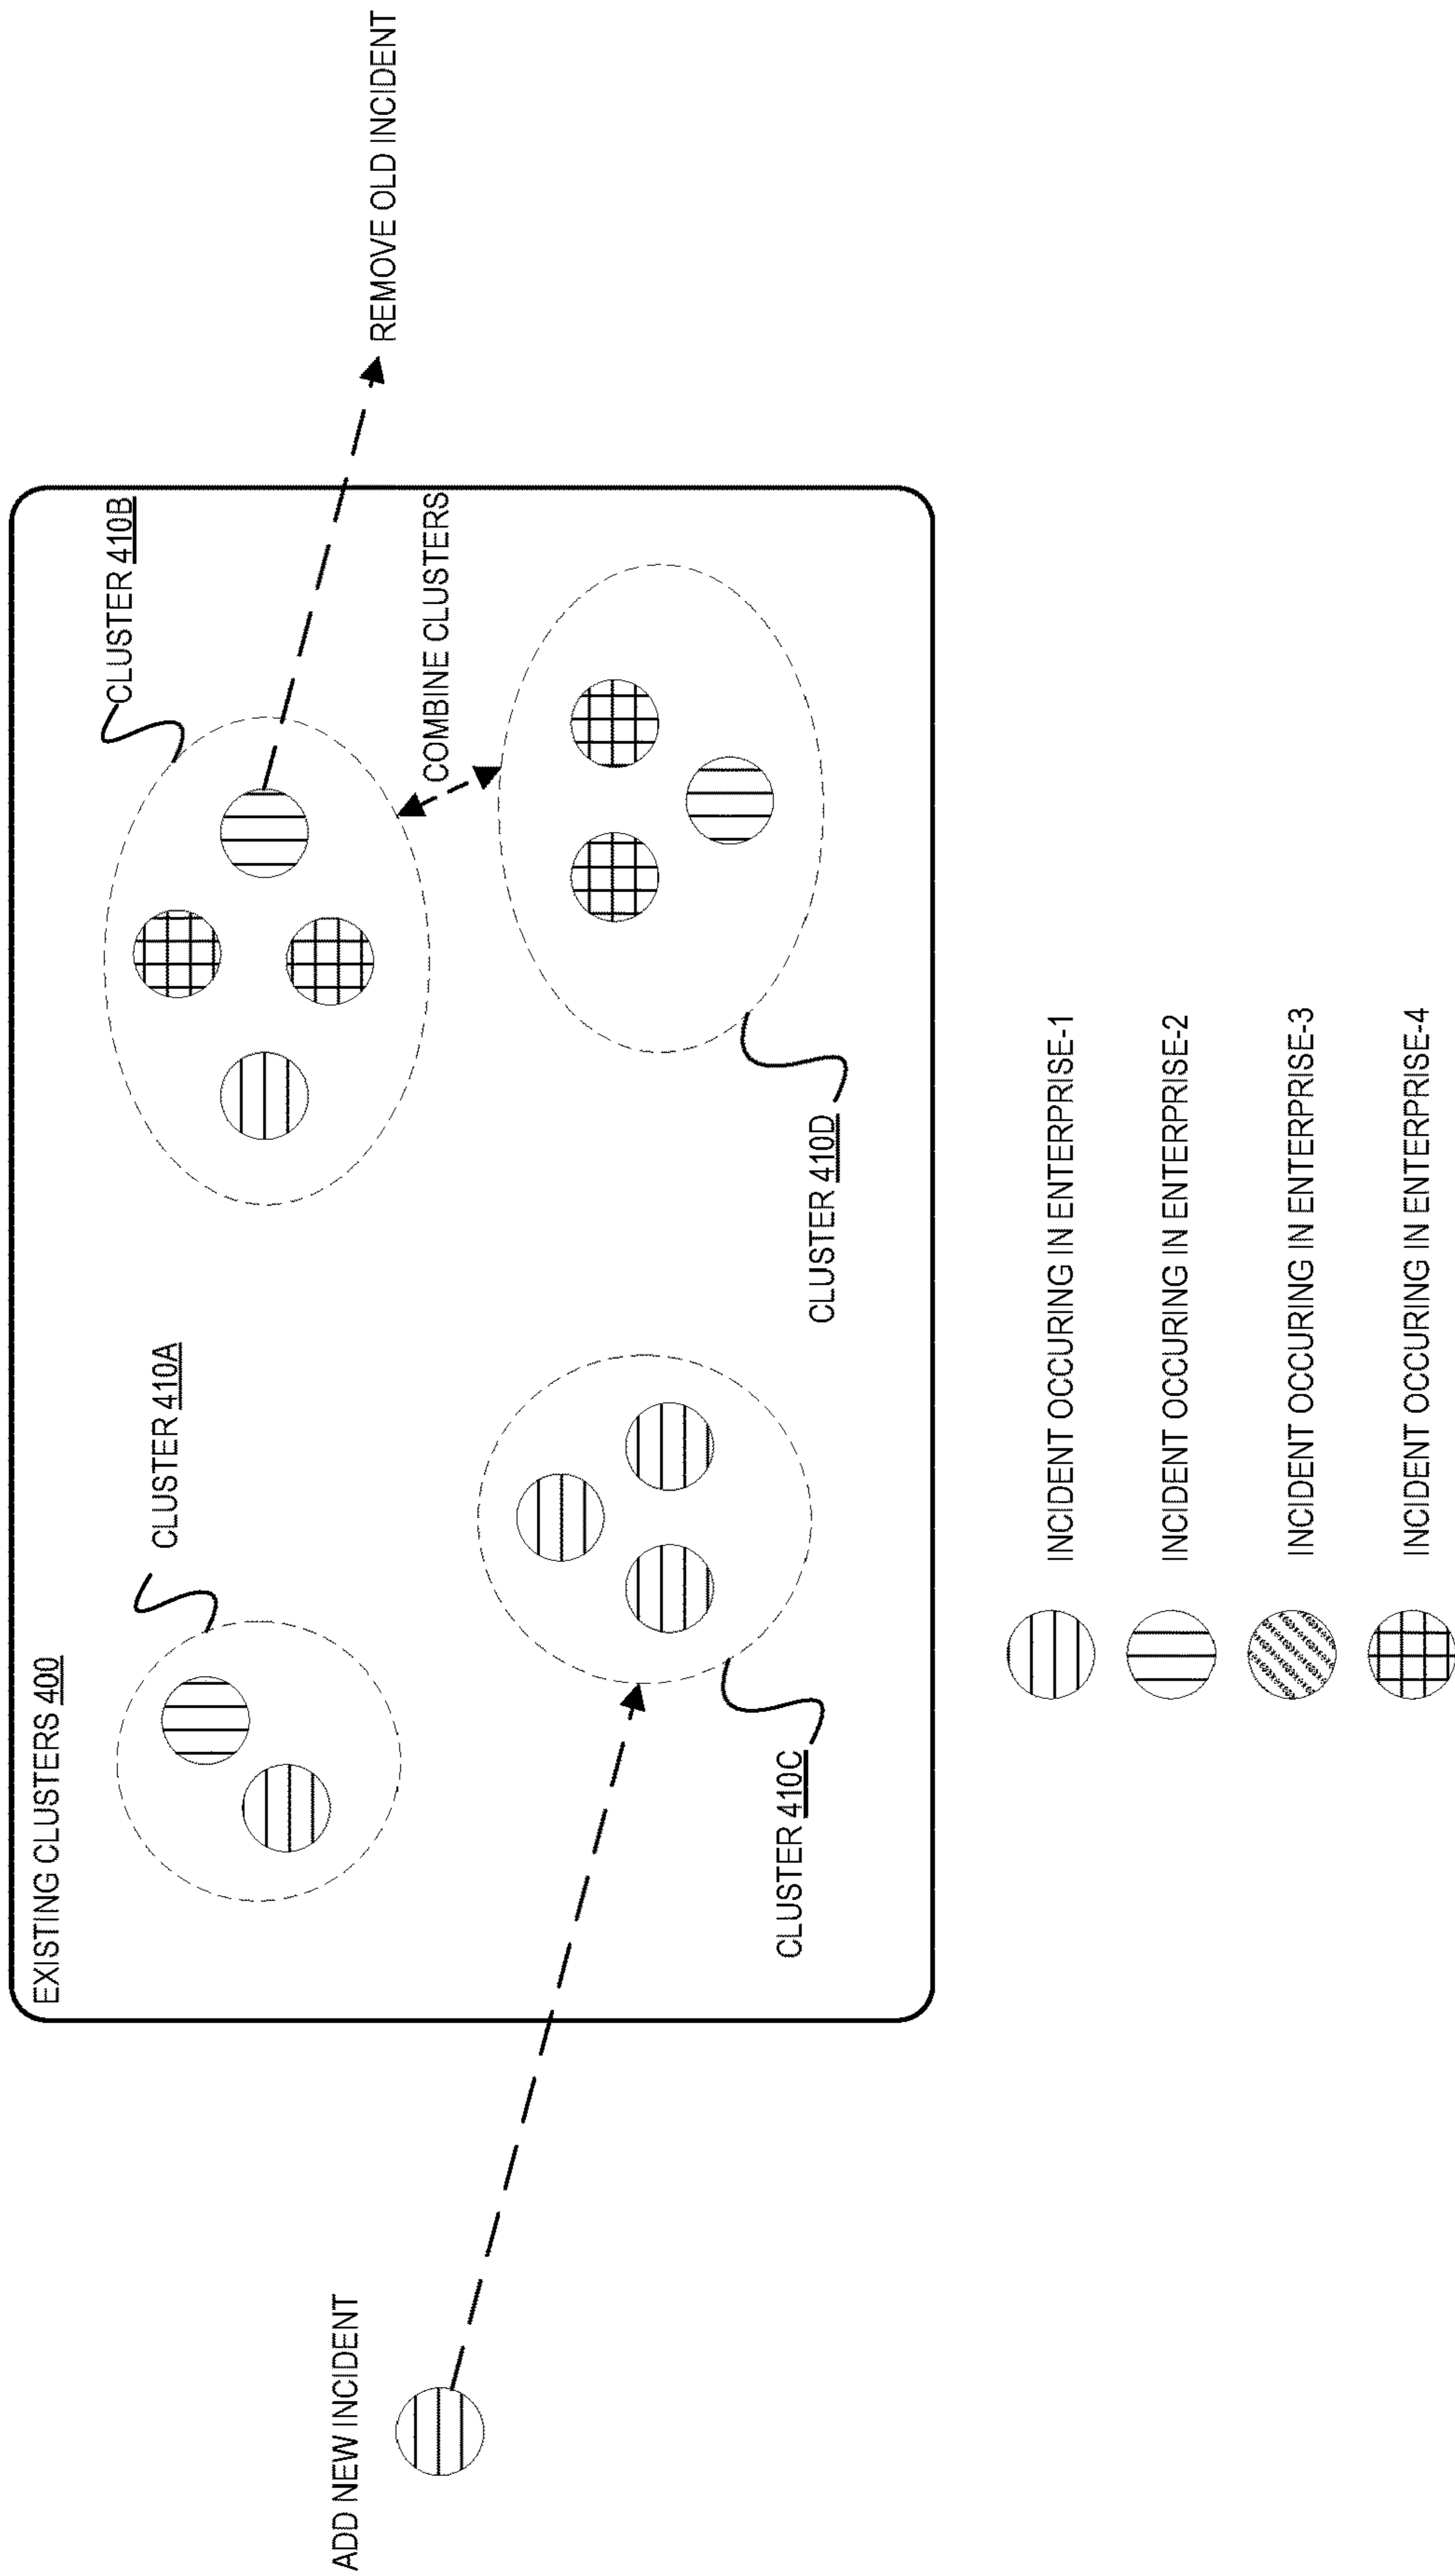 ADD NEW INCIDENT
EXISTING CLUSTERS 400
CLUSTER 410A
CLUSTER 410B
REMOVE OLD INCIDENT
COMBINE CLUSTERS
CLUSTER 410C
CLUSTER 410D
INCIDENT OCCURING IN ENTERPRISE-1
INCIDENT OCCURING IN ENTERPRISE-2
INCIDENT OCCURING IN ENTERPRISE-3
INCIDENT OCCURING IN ENTERPRISE-4